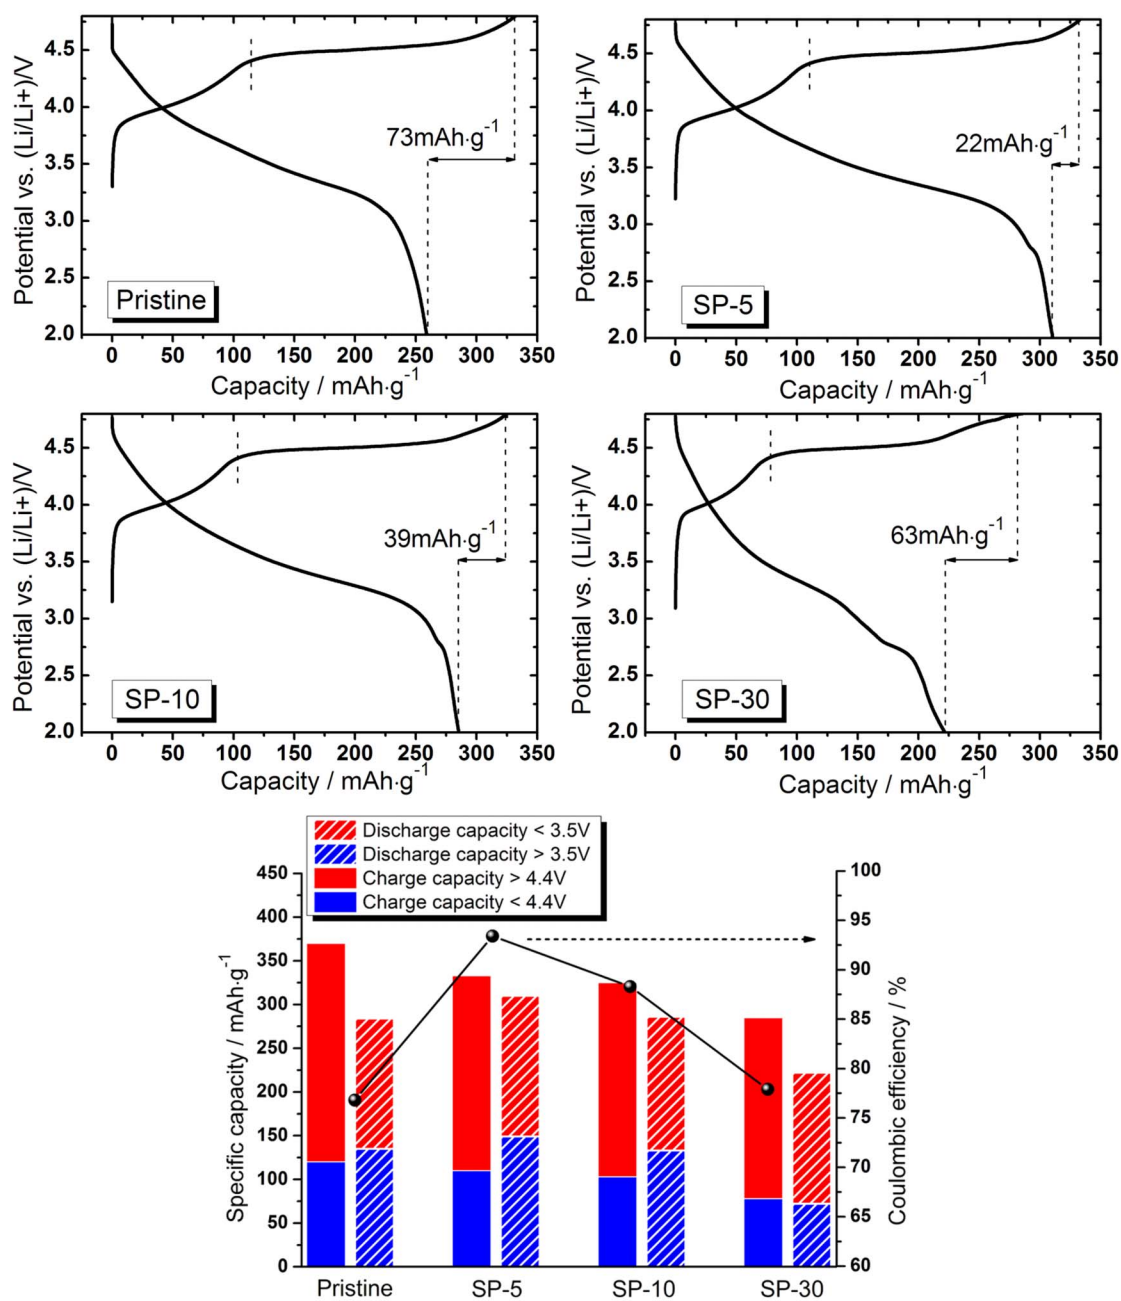 Potential vs. (Li/Li+)/V
4.5
4.0
3.5
3.0
2.5
2.0
73mAh·g-1
Pristine
0 50 100 150 200 250 300 350
Capacity / mAh·g-1
Potential vs. (Li/Li+)/V
4.5
4.0
3.5
3.0
2.5
2.0
22mAh·g-1
SP-5
0 50 100 150 200 250 300 350
Capacity / mAh·g-1
Potential vs. (Li/Li+)/V
4.5
4.0
3.5
3.0
2.5
2.0
39mAh·g-1
SP-10
0 50 100 150 200 250 300 350
Capacity / mAh·g-1
Potential vs. (Li/Li+)/V
4.5
4.0
3.5
3.0
2.5
2.0
63mAh·g-1
SP-30
0 50 100 150 200 250 300 350
Capacity / mAh·g-1
Discharge capacity < 3.5V
Discharge capacity > 3.5V
Charge capacity > 4.4V
Charge capacity < 4.4V
Specific capacity / mAh·g-1
450
400
350
300
250
200
150
100
50
0
100
95
90
85
80
75
70
65
60
Coulombic efficiency / %
Pristine SP-5 SP-10 SP-30